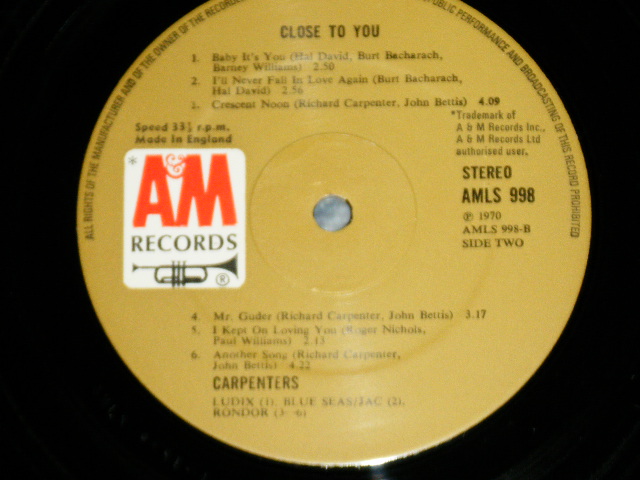 ALL RIGHTS OF THE MANUFACTURER AND OF THE OWNER OF THE RECORDED
PUBLIC PERFORMANCE AND BROADCASTING OF THIS RECORD PROHIBITED
CLOSE TO YOU
1. Baby It's You (Hal David, Burt Bacharach,
Barney Williams) 2.50
2. I'll Never Fall In Love Again (Burt Bacharach,
Hal David) 2.56
3. Crescent Noon (Richard Carpenter, John Bettis) 4.09
Speed 33⅓ r.p.m.
Made in England
*Trademark of
A & M Records Inc.,
A & M Records Ltd
authorised user.
* A&M
RECORDS
®
STEREO
AMLS 998
℗ 1970
AMLS 998-B
SIDE TWO
4. Mr. Guder (Richard Carpenter, John Bettis) 3.17
5. I Kept On Loving You (Roger Nichols,
Paul Williams) 2.13
6. Another Song (Richard Carpenter,
John Bettis) 4.22
CARPENTERS
LUDIX (1). BLUE SEAS/JAC (2).
RONDOR (3-6)